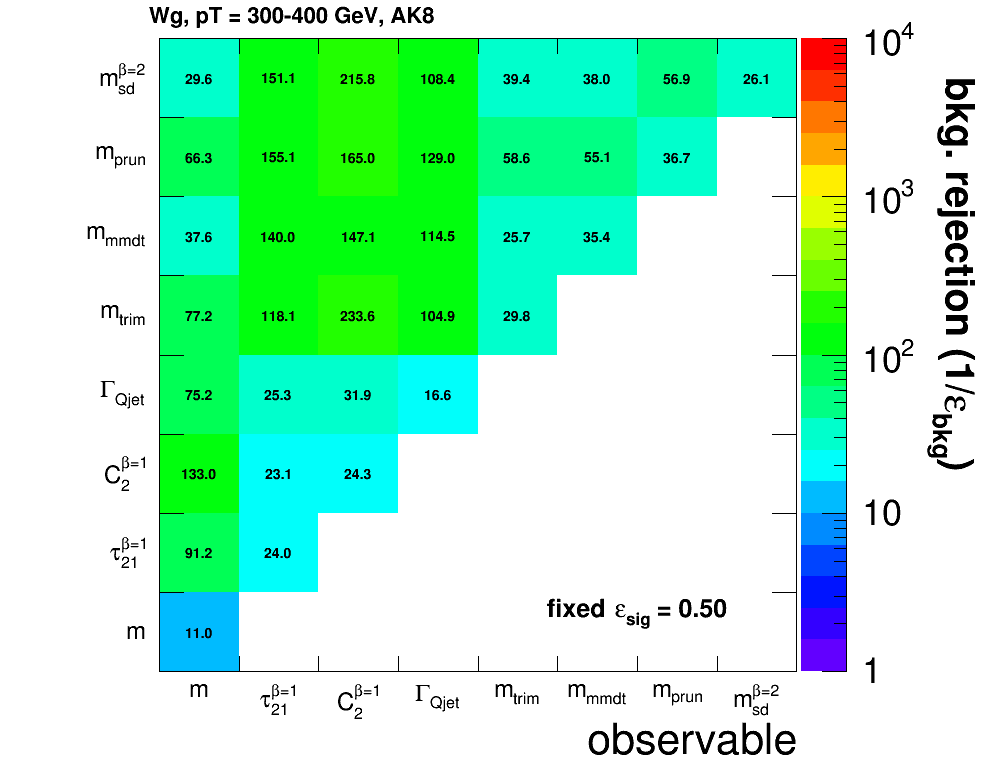 Wg, pT = 300-400 GeV, AK8
m_sd^β=2 29.6 151.1 215.8 108.4 39.4 38.0 56.9 26.1
m_prun 66.3 155.1 165.0 129.0 58.6 55.1 36.7
m_mmdt 37.6 140.0 147.1 114.5 25.7 35.4
m_trim 77.2 118.1 233.6 104.9 29.8
Γ_Qjet 75.2 25.3 31.9 16.6
C_2^β=1 133.0 23.1 24.3
τ_21^β=1 91.2 24.0
m 11.0
fixed ε_sig = 0.50
m τ_21^β=1 C_2^β=1 Γ_Qjet m_trim m_mmdt m_prun m_sd^β=2
observable
10^4
10^3
10^2
10
1
bkg. rejection (1/ε_bkg)